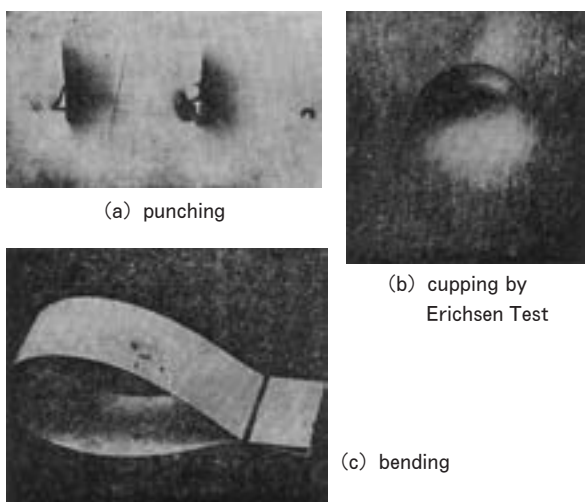 (a) punching
(b) cupping by
Erichsen Test
(c) bending